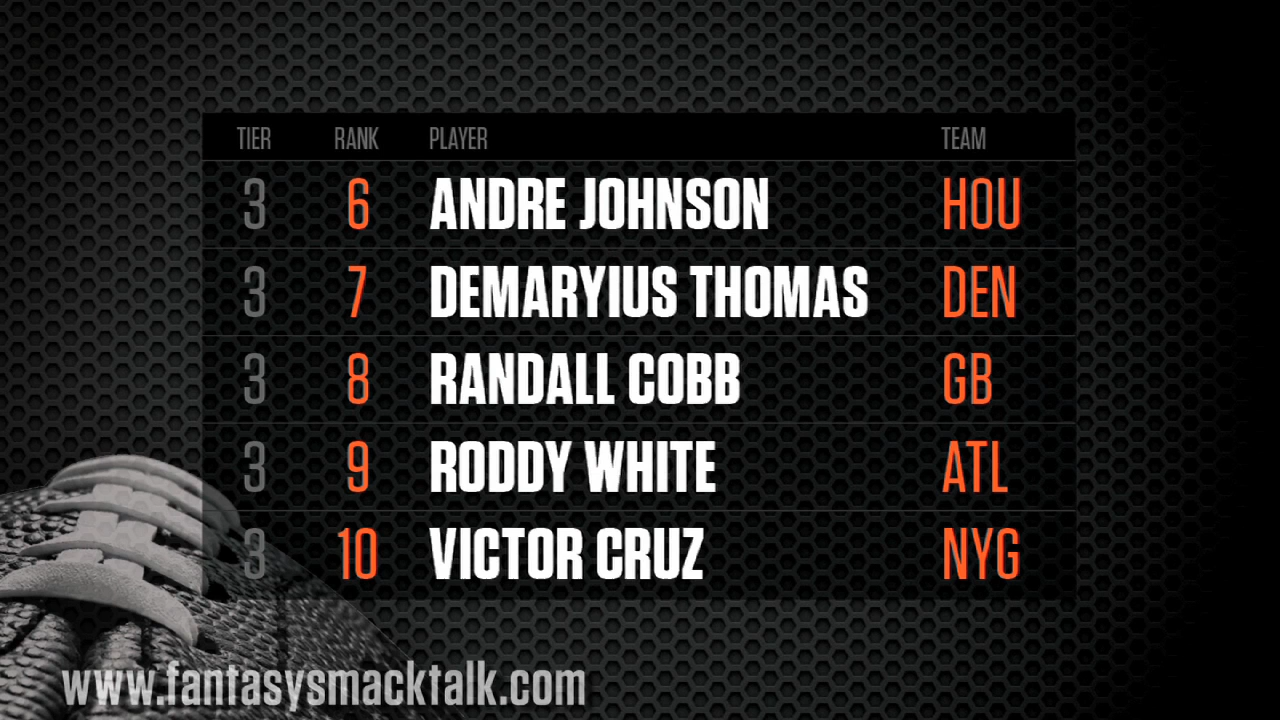 TIER RANK PLAYER TEAM
3 6 ANDRE JOHNSON HOU
3 7 DEMARYIUS THOMAS DEN
3 8 RANDALL COBB GB
3 9 RODDY WHITE ATL
3 10 VICTOR CRUZ NYG
www.fantasysmacktalk.com